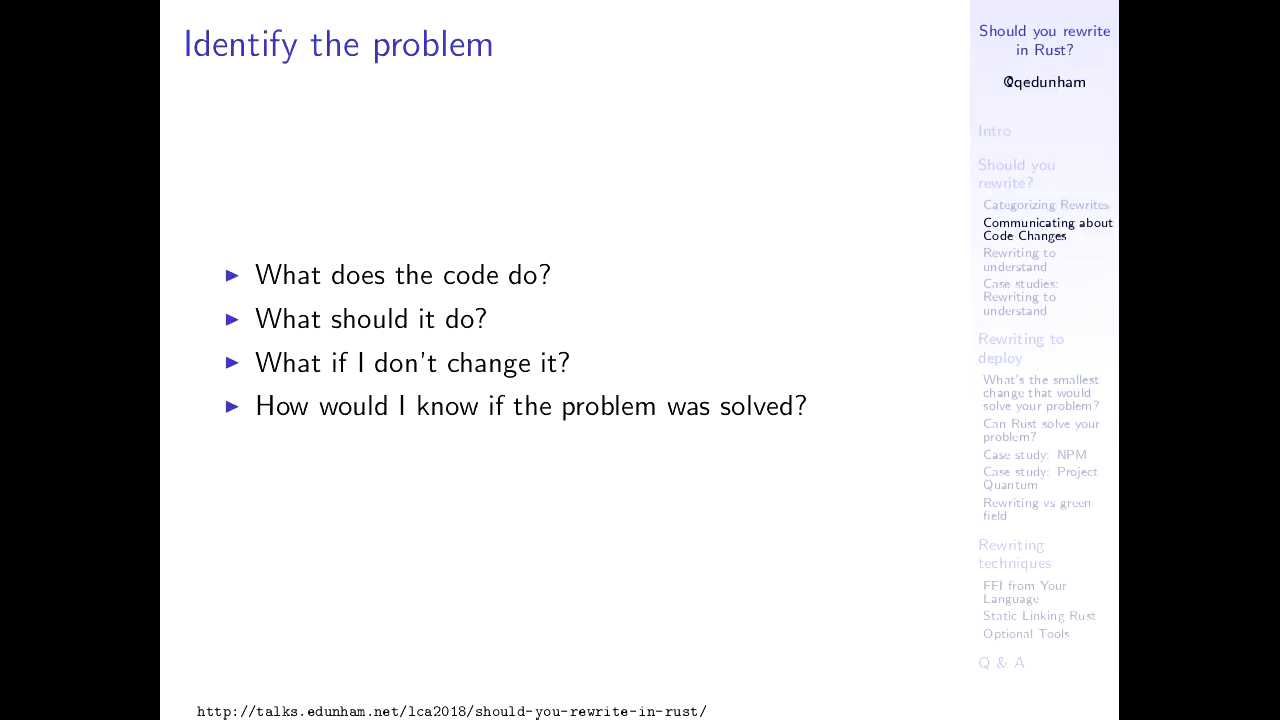 Identify the problem
What does the code do?
What should it do?
What if I don't change it?
How would I know if the problem was solved?
http://talks.edunham.net/lca2018/should-you-rewrite-in-rust/
Should you rewrite
in Rust?
@qedunham
Intro
Should you
rewrite?
Categorizing Rewrites
Communicating about
Code Changes
Rewriting to
understand
Case studies:
Rewriting to
understand
Rewriting to
deploy
What's the smallest
change that would
solve your problem?
Can Rust solve your
problem?
Case study: NPM
Case study: Project
Quantum
Rewriting vs green
field
Rewriting
techniques
FFI from Your
Language
Static Linking Rust
Optional Tools
Q & A